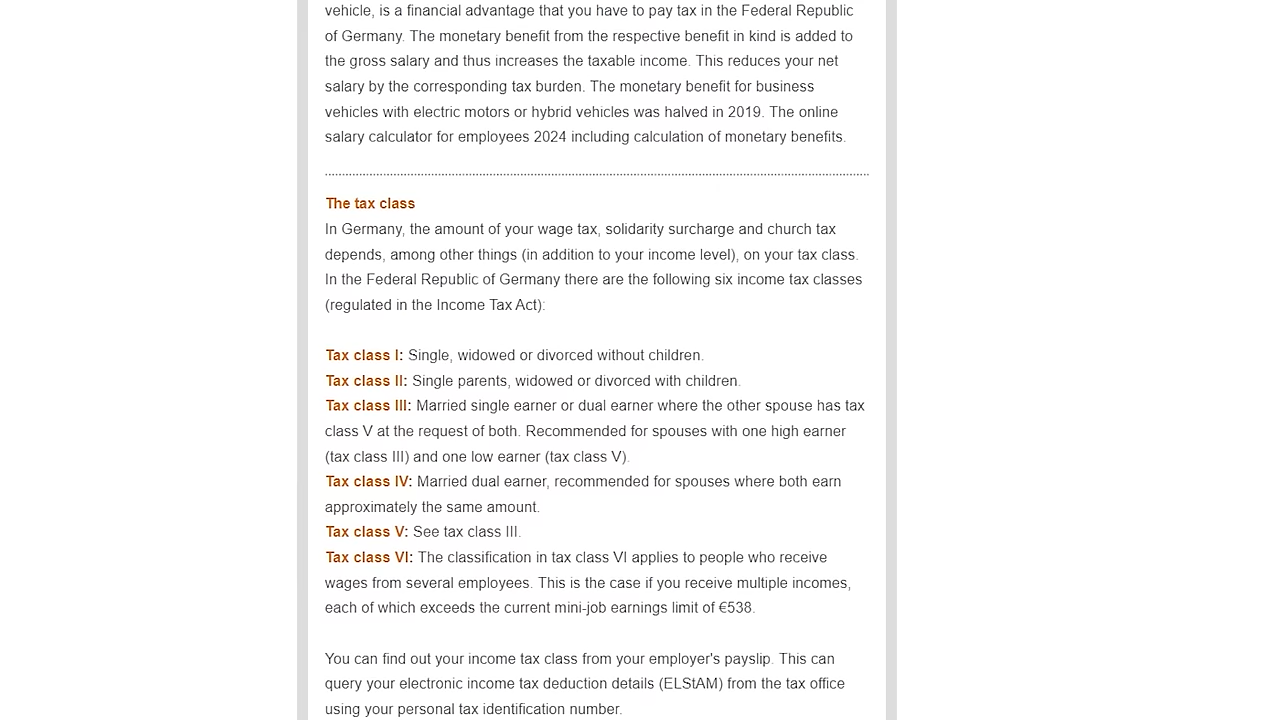 vehicle, is a financial advantage that you have to pay tax in the Federal Republic
of Germany. The monetary benefit from the respective benefit in kind is added to
the gross salary and thus increases the taxable income. This reduces your net
salary by the corresponding tax burden. The monetary benefit for business
vehicles with electric motors or hybrid vehicles was halved in 2019. The online
salary calculator for employees 2024 including calculation of monetary benefits.
The tax class
In Germany, the amount of your wage tax, solidarity surcharge and church tax
depends, among other things (in addition to your income level), on your tax class.
In the Federal Republic of Germany there are the following six income tax classes
(regulated in the Income Tax Act):
Tax class I: Single, widowed or divorced without children.
Tax class II: Single parents, widowed or divorced with children.
Tax class III: Married single earner or dual earner where the other spouse has tax
class V at the request of both. Recommended for spouses with one high earner
(tax class III) and one low earner (tax class V).
Tax class IV: Married dual earner, recommended for spouses where both earn
approximately the same amount.
Tax class V: See tax class III.
Tax class VI: The classification in tax class VI applies to people who receive
wages from several employees. This is the case if you receive multiple incomes,
each of which exceeds the current mini-job earnings limit of €538.
You can find out your income tax class from your employer's payslip. This can
query your electronic income tax deduction details (ELStAM) from the tax office
using your personal tax identification number.